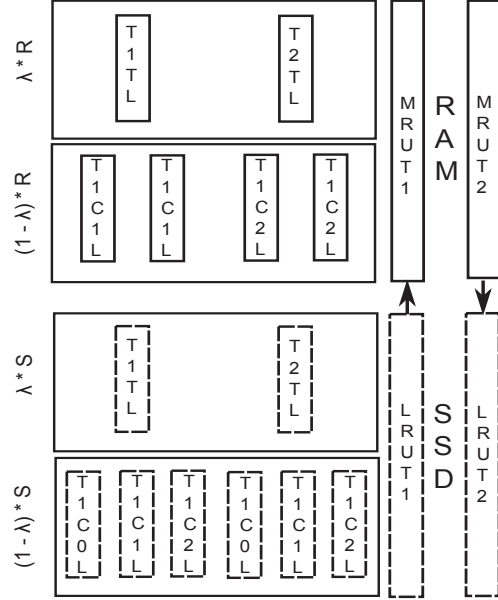 λ*R
T1TL
T2TL
(1 - λ)*R
T1C1L
T1C1L
T1C2L
T1C2L
MRUT1
RAM
MRUT2
λ*S
T1TL
T2TL
(1 - λ)*S
T1C0L
T1C1L
T1C2L
T1C0L
T1C1L
T1C2L
LRUT1
SSD
LRUT2